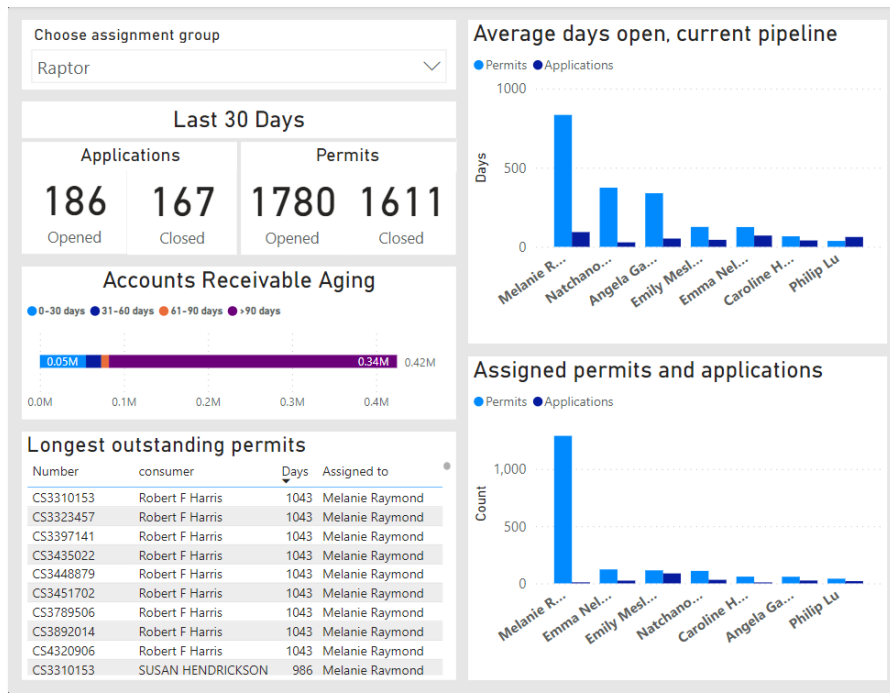 Choose assignment group
Raptor
Last 30 Days
Applications
Permits
186 167 1780 1611
Opened Closed Opened Closed
Accounts Receivable Aging
0-30 days 31-60 days 61-90 days >90 days
0.05M 0.34M 0.42M
0.0M 0.1M 0.2M 0.3M 0.4M
Longest outstanding permits
Number consumer Days Assigned to
CS3310153 Robert F Harris 1043 Melanie Raymond
CS3323457 Robert F Harris 1043 Melanie Raymond
CS3397141 Robert F Harris 1043 Melanie Raymond
CS3435022 Robert F Harris 1043 Melanie Raymond
CS3448879 Robert F Harris 1043 Melanie Raymond
CS3451702 Robert F Harris 1043 Melanie Raymond
CS3789506 Robert F Harris 1043 Melanie Raymond
CS3892014 Robert F Harris 1043 Melanie Raymond
CS4320906 Robert F Harris 1043 Melanie Raymond
CS3310153 SUSAN HENDRICKSON 986 Melanie Raymond
Average days open, current pipeline
Permits Applications
1000
500
0
Days
Melanie R... Natchano... Angela Ga... Emily Mesl... Emma Nel... Caroline H... Philip Lu
Assigned permits and applications
Permits Applications
1,000
500
0
Count
Melanie R... Emma Nel... Emily Mesl... Natchano... Caroline H... Angela Ga... Philip Lu